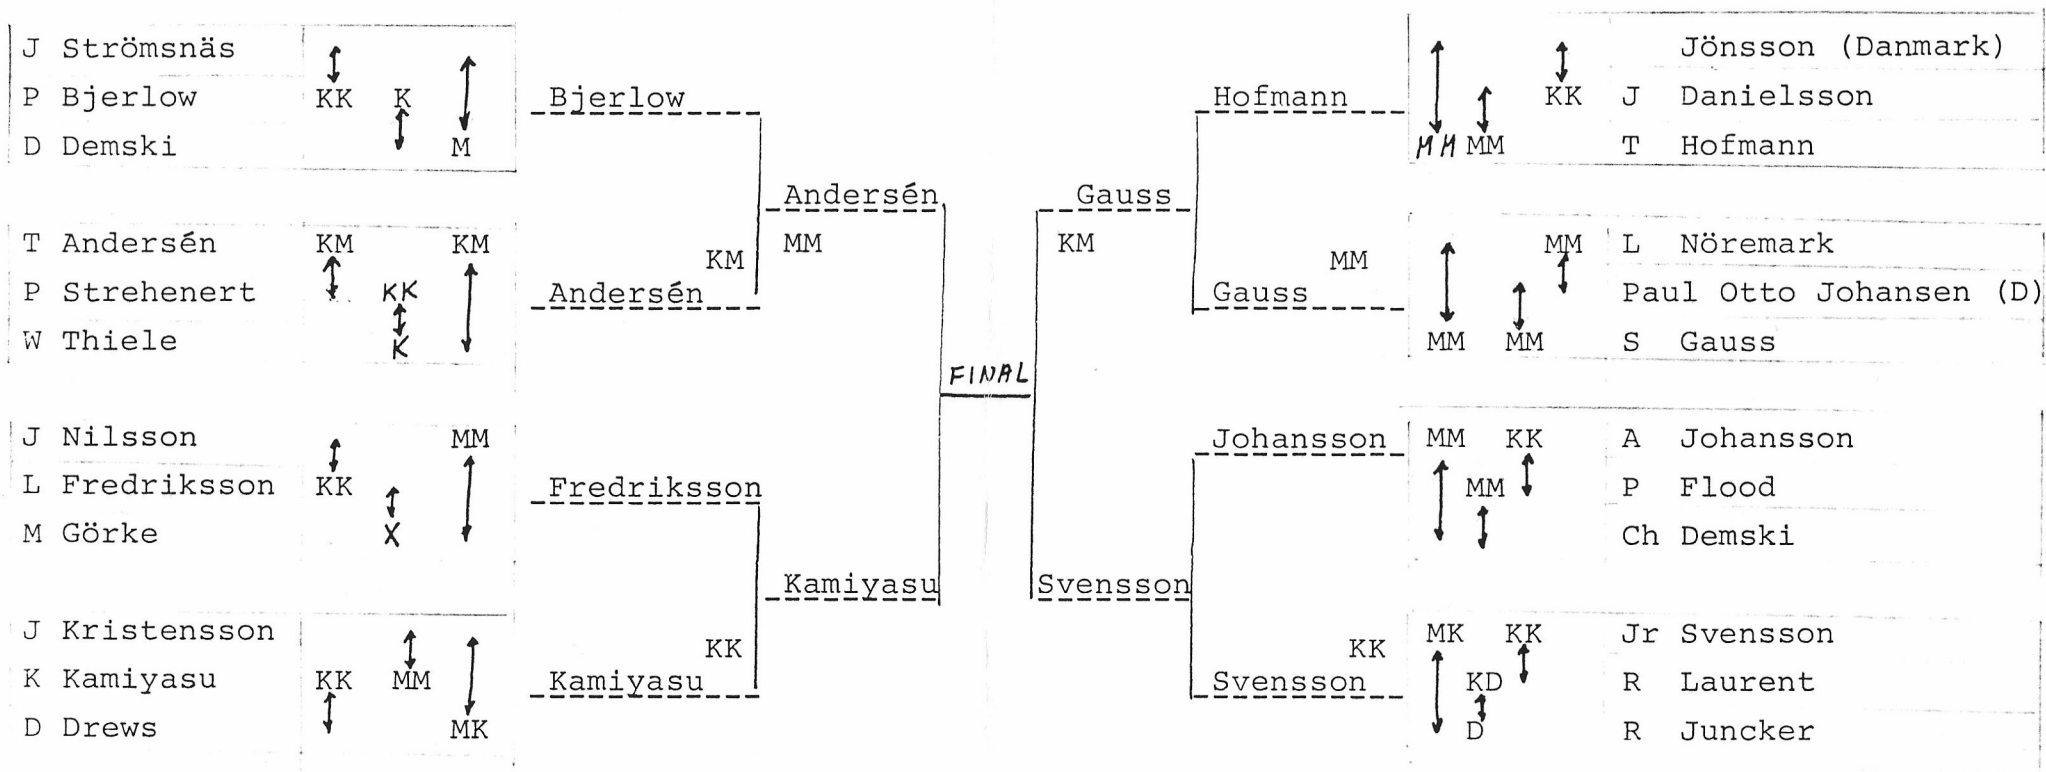 J Strömsnäs
P Bjerlow KK K
D Demski M
T Andersén KM KM
P Strehenert KK
W Thiele K
J Nilsson MM
L Fredriksson KK
M Görke X
J Kristensson
K Kamiyasu KK MM
D Drews MK
Bjerlow
Andersén
KM
Fredriksson
Kamiyasu
KK
Andersén
MM
Kamiyasu
FINAL
Gauss
KM
Svensson
Hofmann
Gauss
MM
Johansson
Svensson
KK
Jönsson (Danmark)
KK J Danielsson
MM MM T Hofmann
MM L Nöremark
Paul Otto Johansen (D)
MM MM S Gauss
MM KK A Johansson
MM P Flood
Ch Demski
MK KK Jr Svensson
KD R Laurent
D R Juncker